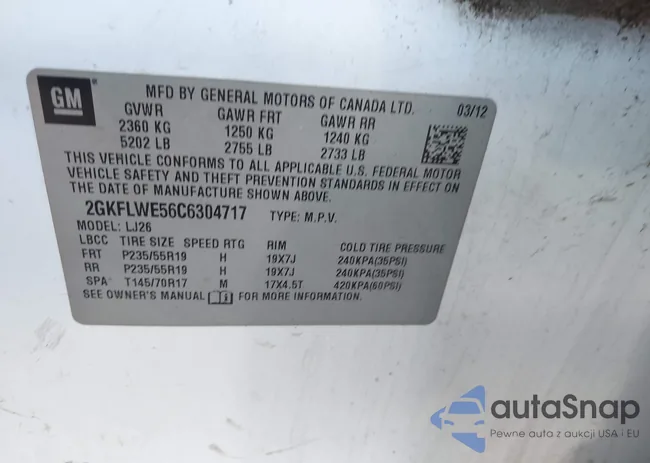 GM
MFD BY GENERAL MOTORS OF CANADA LTD. 03/12
GVWR GAWR FRT GAWR RR
2360 KG 1250 KG 1240 KG
5202 LB 2755 LB 2733 LB
THIS VEHICLE CONFORMS TO ALL APPLICABLE U.S. FEDERAL MOTOR
VEHICLE SAFETY AND THEFT PREVENTION STANDARDS IN EFFECT ON
THE DATE OF MANUFACTURE SHOWN ABOVE.
2GKFLWE56C6304717 TYPE: M.P.V.
MODEL: LJ26
LBCC TIRE SIZE SPEED RTG RIM COLD TIRE PRESSURE
FRT P235/55R19 H 19X7J 240KPA(35PSI)
RR P235/55R19 H 19X7J 240KPA(35PSI)
SPA T145/70R17 M 17X4.5T 420KPA(60PSI)
SEE OWNER'S MANUAL FOR MORE INFORMATION.
autaSnap
Pewne auta z aukcji USA i EU